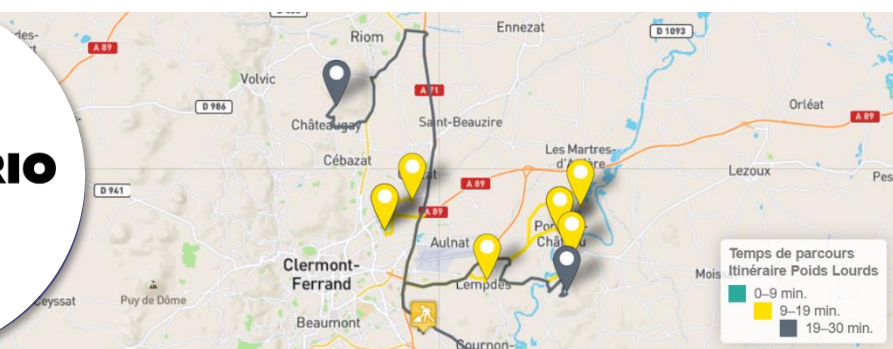 RIO
Riom
Ennezat
D 1093
A 89
Volvic
A 71
D 986
Orléat
Châteaugay
Saint-Beauzire
A 89
Cébazat
Les Martres-
Lezoux
D 941
A 89
A 89
Aulnat
Clermont-
Ferrand
Lempdes
Puy de Dôme
Beaumont
Temps de parcours
Itinéraire Poids Lourds
0–9 min.
9–19 min.
19–30 min.